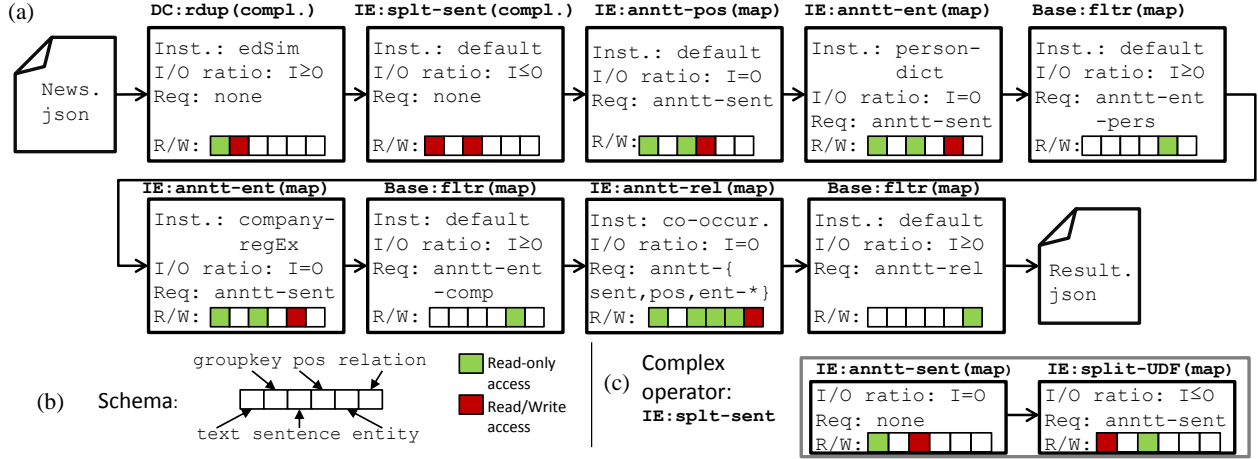 (a)
DC:rdup(compl.) IE:splt-sent(compl.) IE:anntt-pos(map) IE:anntt-ent(map) Base:fltr(map)
News.
json
Inst.: edSim
I/O ratio: I≥O
Req: none
R/W:
Inst.: default
I/O ratio: I≤O
Req: none
R/W:
Inst.: default
I/O ratio: I=O
Req: anntt-sent
R/W:
Inst.: person-
dict
I/O ratio: I=O
Req: anntt-sent
R/W:
Inst.: default
I/O ratio: I≥O
Req: anntt-ent
-pers
R/W:
IE:anntt-ent(map) Base:fltr(map) IE:anntt-rel(map) Base:fltr(map)
Inst.: company-
regEx
I/O ratio: I=O
Req: anntt-sent
R/W:
Inst.: default
I/O ratio: I≥O
Req: anntt-ent
-comp
R/W:
Inst: co-occur.
I/O ratio: I=O
Req: anntt-{
sent,pos,ent-*}
R/W:
Inst.: default
I/O ratio: I≥O
Req: anntt-rel
R/W:
Result.
json
(b)
Schema:
groupkey pos relation
text sentence entity
Read-only
access
Read/Write
access
(c)
Complex
operator:
IE:splt-sent
IE:anntt-sent(map) IE:split-UDF(map)
I/O ratio: I=O
Req: none
R/W:
I/O ratio: I≤O
Req: anntt-sent
R/W: